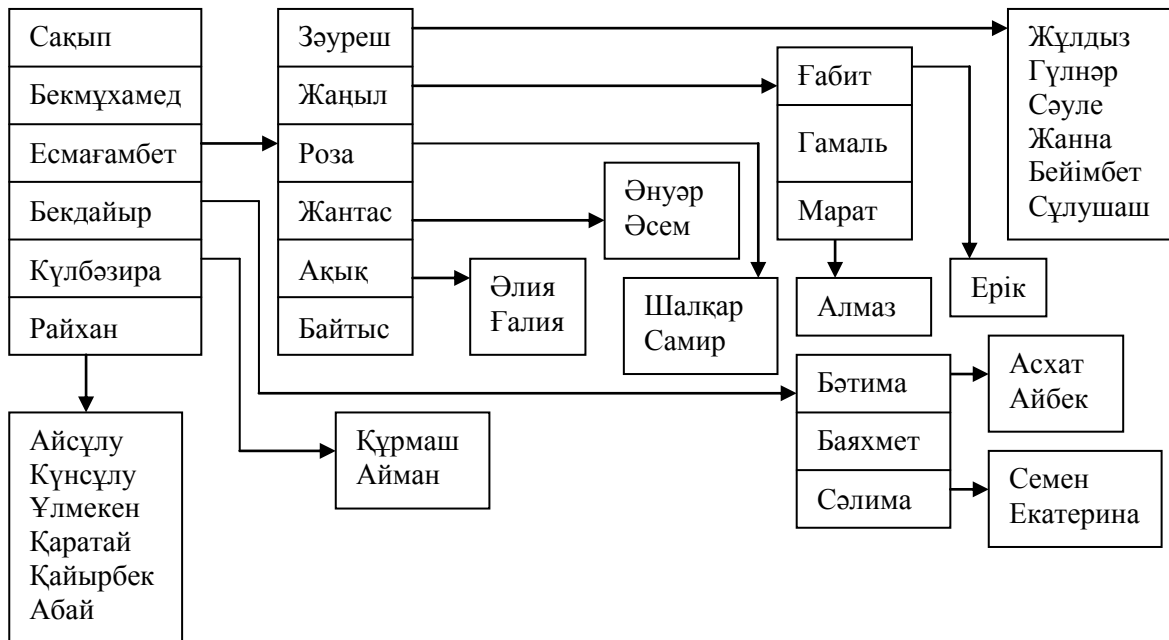 Сақып
Бекмұхамед
Есмағамбет
Бекдайыр
Күлбәзира
Райхан
Зәуреш
Жаңыл
Роза
Жантас
Ақық
Байтыс
Жұлдыз
Гүлнәр
Сәуле
Жанна
Бейімбет
Сұлушаш
Ғабит
Гамаль
Марат
Әнуәр
Әсем
Әлия
Ғалия
Шалқар
Самир
Алмаз
Ерік
Бәтима
Баяхмет
Сәлима
Асхат
Айбек
Семен
Екатерина
Айсұлу
Күнсұлу
Ұлмекен
Қаратай
Қайырбек
Абай
Құрмаш
Айман